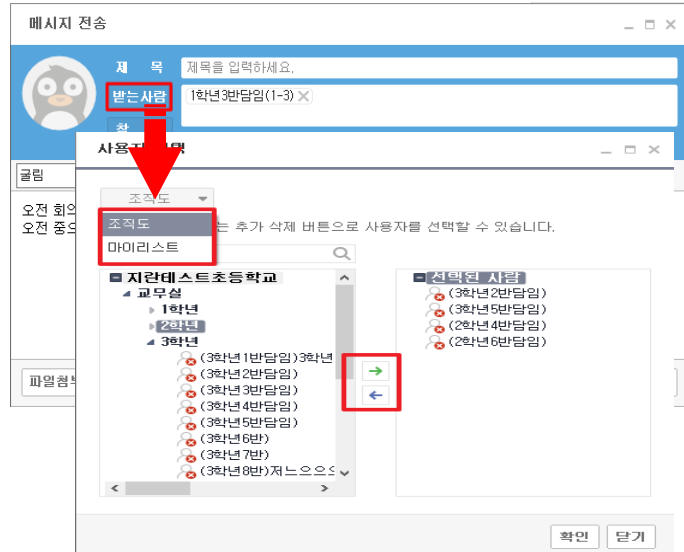 메시지 전송
제 목 제목을 입력하세요.
받는사람 1학년3반담임(1-3)
사용자
굴림
오전 회의
오전 중으
파일첨부
조직도
조직도
마이리스트
는 추가 삭제 버튼으로 사용자를 선택할 수 있습니다.
지란테스트초등학교
교무실
1학년
2학년
3학년
(3학년1반담임)3학년
(3학년2반담임)
(3학년3반담임)
(3학년4반담임)
(3학년5반담임)
(3학년6반)
(3학년7반)
(3학년8반)저느으으으
선택된 사람
(3학년2반담임)
(3학년5반담임)
(2학년4반담임)
(2학년6반담임)
확인 닫기